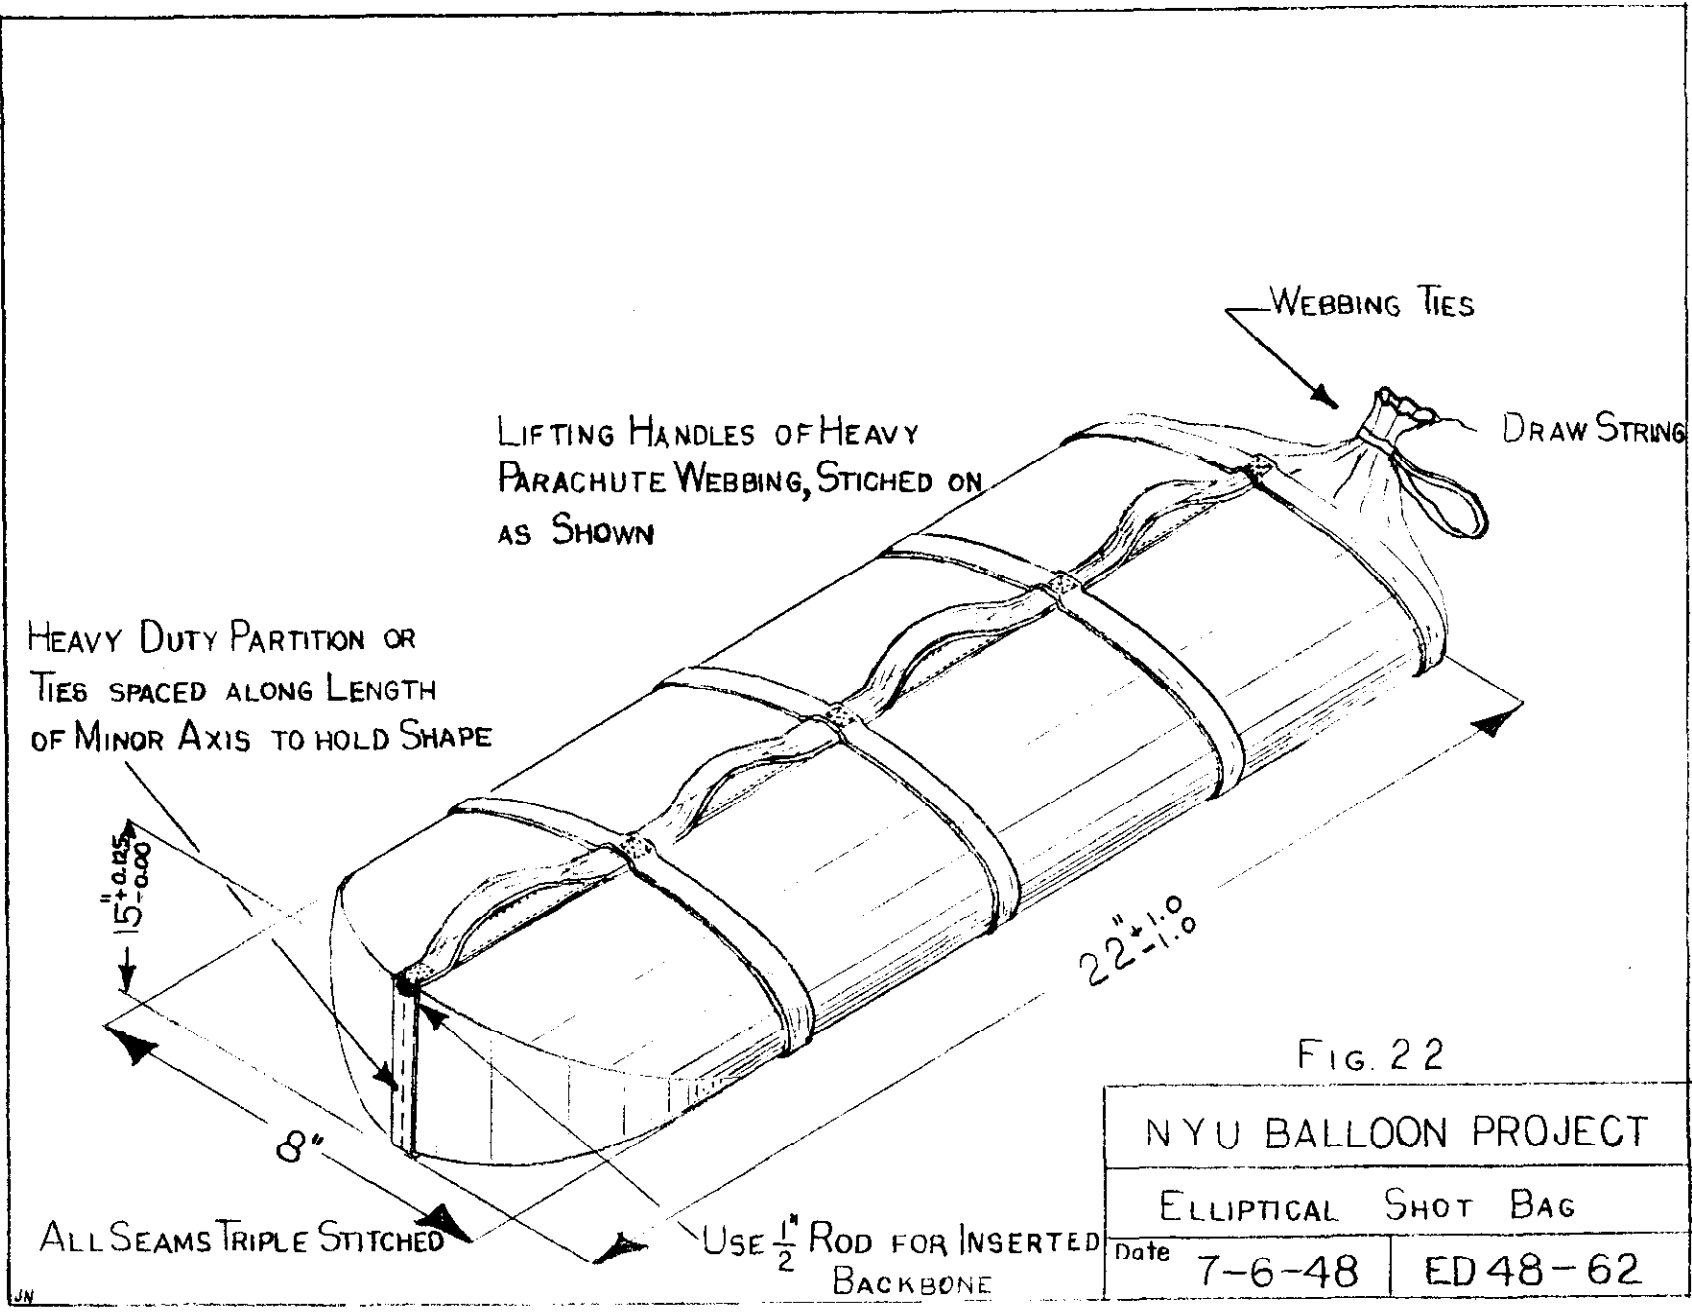 WEBBING TIES
DRAW STRING
LIFTING HANDLES OF HEAVY
PARACHUTE WEBBING, STICHED ON
AS SHOWN
HEAVY DUTY PARTITION OR
TIES SPACED ALONG LENGTH
OF MINOR AXIS TO HOLD SHAPE
15" +0.125
-0.00
22" +1.0
-1.0
8"
ALL SEAMS TRIPLE STITCHED
USE 1/2" ROD FOR INSERTED
BACKBONE
FIG. 22
NYU BALLOON PROJECT
ELLIPTICAL SHOT BAG
Date 7-6-48 ED 48-62
JN